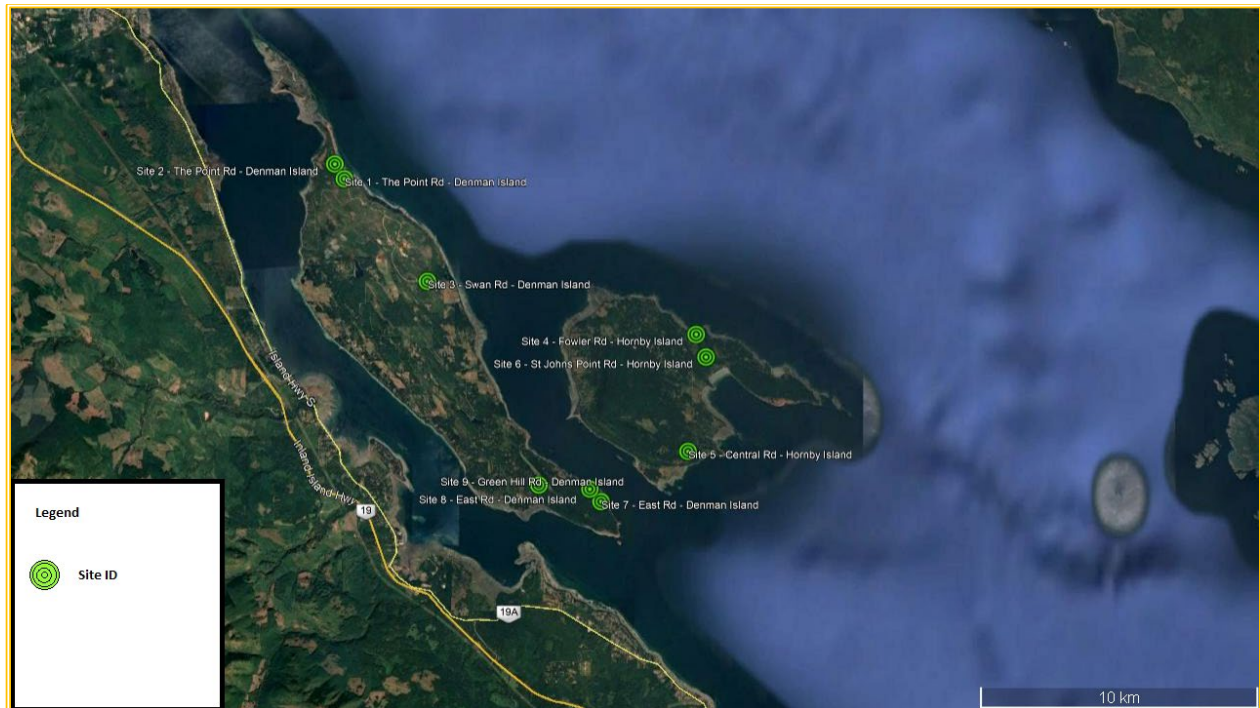 Site 2 - The Point Rd - Denman Island
Site 1 - The Point Rd - Denman Island
Site 3 - Swan Rd - Denman Island
Site 4 - Fowler Rd - Hornby Island
Site 6 - St Johns Point Rd - Hornby Island
Island-Hwy-S
Site 5 - Central Rd - Hornby Island
Inland-Island-Hwy
Site 9 - Green Hill Rd - Denman Island
Site 8 - East Rd - Denman Island
Site 7 - East Rd - Denman Island
19
Legend
Site ID
19A
10 km